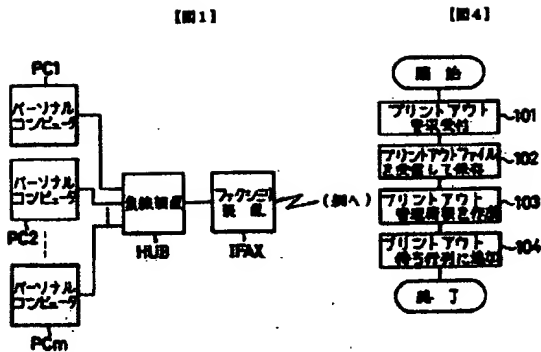 【図1】
PC1
パーソナル
コンピュータ
パーソナル
コンピュータ
PC2
パーソナル
コンピュータ
PCm
集線装置
HUB
ファクシミリ
装置
IFAX
(網へ)
【図4】
開始
プリントアウト
要求受付
101
プリントアウトファイル
を受信して保存
102
プリントアウト
管理情報を作成
103
プリントアウト
待ち行列に追加
104
終了